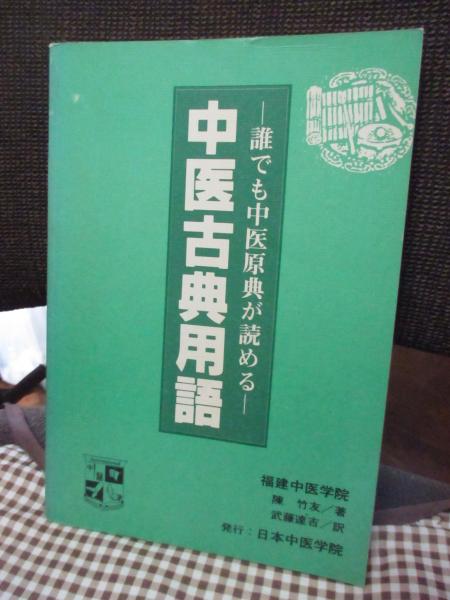 ―誰でも中医原典が読める―
中医古典用語
福建中医学院
陳 竹友/著
武藤達吉/訳
発行:日本中医学院